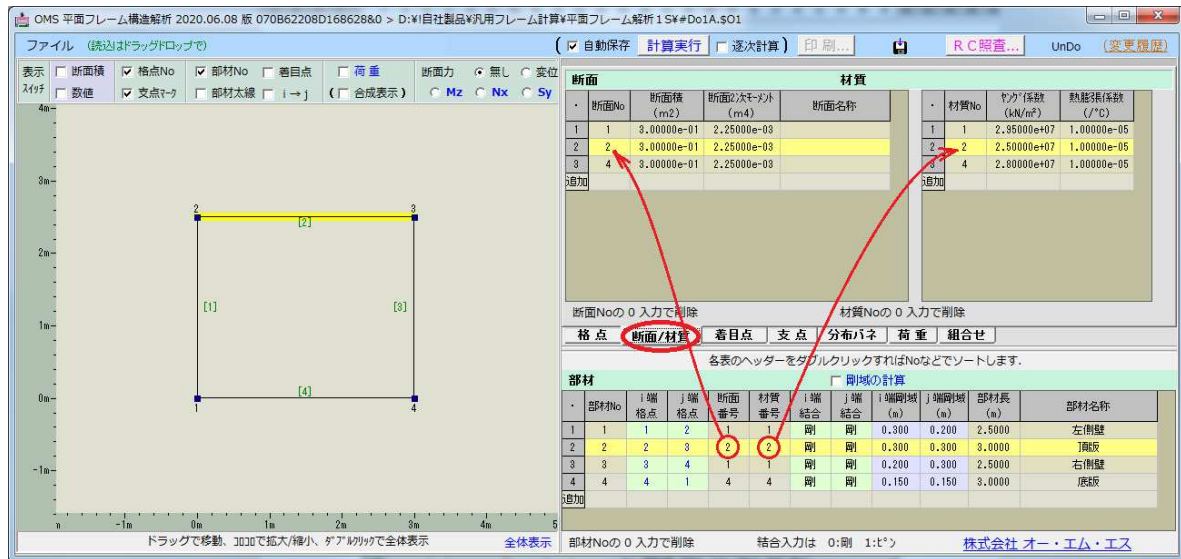 OMS 平面フレーム構造解析 2020.06.08 版 070B62208D168628&0 > D:¥!自社製品¥汎用フレーム計算¥平面フレーム解析1S¥#Do1A.$O1
ファイル (読込はドラッグドロップで) ( 自動保存 計算実行 逐次計算 ) 印刷... RC照査... UnDo (変更履歴)
表示 断面積 格点No 部材No 着目点 荷重 断面力 無し 変位
スイッチ 数値 支点マーク 部材太線 i→j (合成表示) Mz Nx Sy
4m
3m
2m
1m
0m
-1m
2 3
[2]
[1] [3]
[4]
1 4
-1m 0m 1m 2m 3m 4m 5
ドラッグで移動、コロコロで拡大/縮小、ダブルクリックで全体表示 全体表示
断面
・ 断面No 断面積 (m2) 断面2次モーメント (m4) 断面名称
1 1 3.00000e-01 2.25000e-03
2 2 3.00000e-01 2.25000e-03
3 4 3.00000e-01 2.25000e-03
追加
断面Noの 0 入力で削除
材質
・ 材質No ヤング係数 (kN/m²) 熱膨張係数 (/°C)
1 1 2.95000e+07 1.00000e-05
2 2 2.50000e+07 1.00000e-05
3 4 2.80000e+07 1.00000e-05
追加
材質Noの 0 入力で削除
格点 断面/材質 着目点 支点 分布バネ 荷重 組合せ
各表のヘッダーをダブルクリックすればNoなどでソートします.
部材 剛域の計算
・ 部材No i端格点 j端格点 断面番号 材質番号 i端結合 j端結合 i端剛域(m) j端剛域(m) 部材長(m) 部材名称
1 1 1 2 1 1 剛 剛 0.300 0.200 2.5000 左側壁
2 2 2 3 2 2 剛 剛 0.300 0.300 3.0000 頂版
3 3 3 4 1 1 剛 剛 0.200 0.300 2.5000 右側壁
4 4 4 1 4 4 剛 剛 0.150 0.150 3.0000 底版
追加
部材Noの 0 入力で削除 結合入力は 0:剛 1:ピン 株式会社 オー・エム・エス